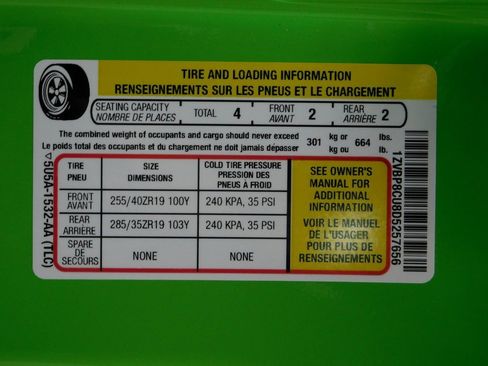 TIRE AND LOADING INFORMATION
RENSEIGNEMENTS SUR LES PNEUS ET LE CHARGEMENT
SEATING CAPACITY
NOMBRE DE PLACES
TOTAL 4
FRONT
AVANT 2
REAR
ARRIÈRE 2
The combined weight of occupants and cargo should never exceed 301 kg or 664 lbs.
Le poids total des occupants et du chargement ne doit jamais dépasser kg ou lb.
TIRE
PNEU
SIZE
DIMENSIONS
COLD TIRE PRESSURE
PRESSION DES
PNEUS À FROID
FRONT
AVANT
255/40ZR19 100Y
240 KPA, 35 PSI
REAR
ARRIÈRE
285/35ZR19 103Y
240 KPA, 35 PSI
SPARE
DE
SECOURS
NONE
NONE
SEE OWNER'S
MANUAL FOR
ADDITIONAL
INFORMATION
VOIR LE MANUEL
DE L'USAGER
POUR PLUS DE
RENSEIGNEMENTS
5U5A-1532-AA (TLC)
1ZVBP8CU8D5257656